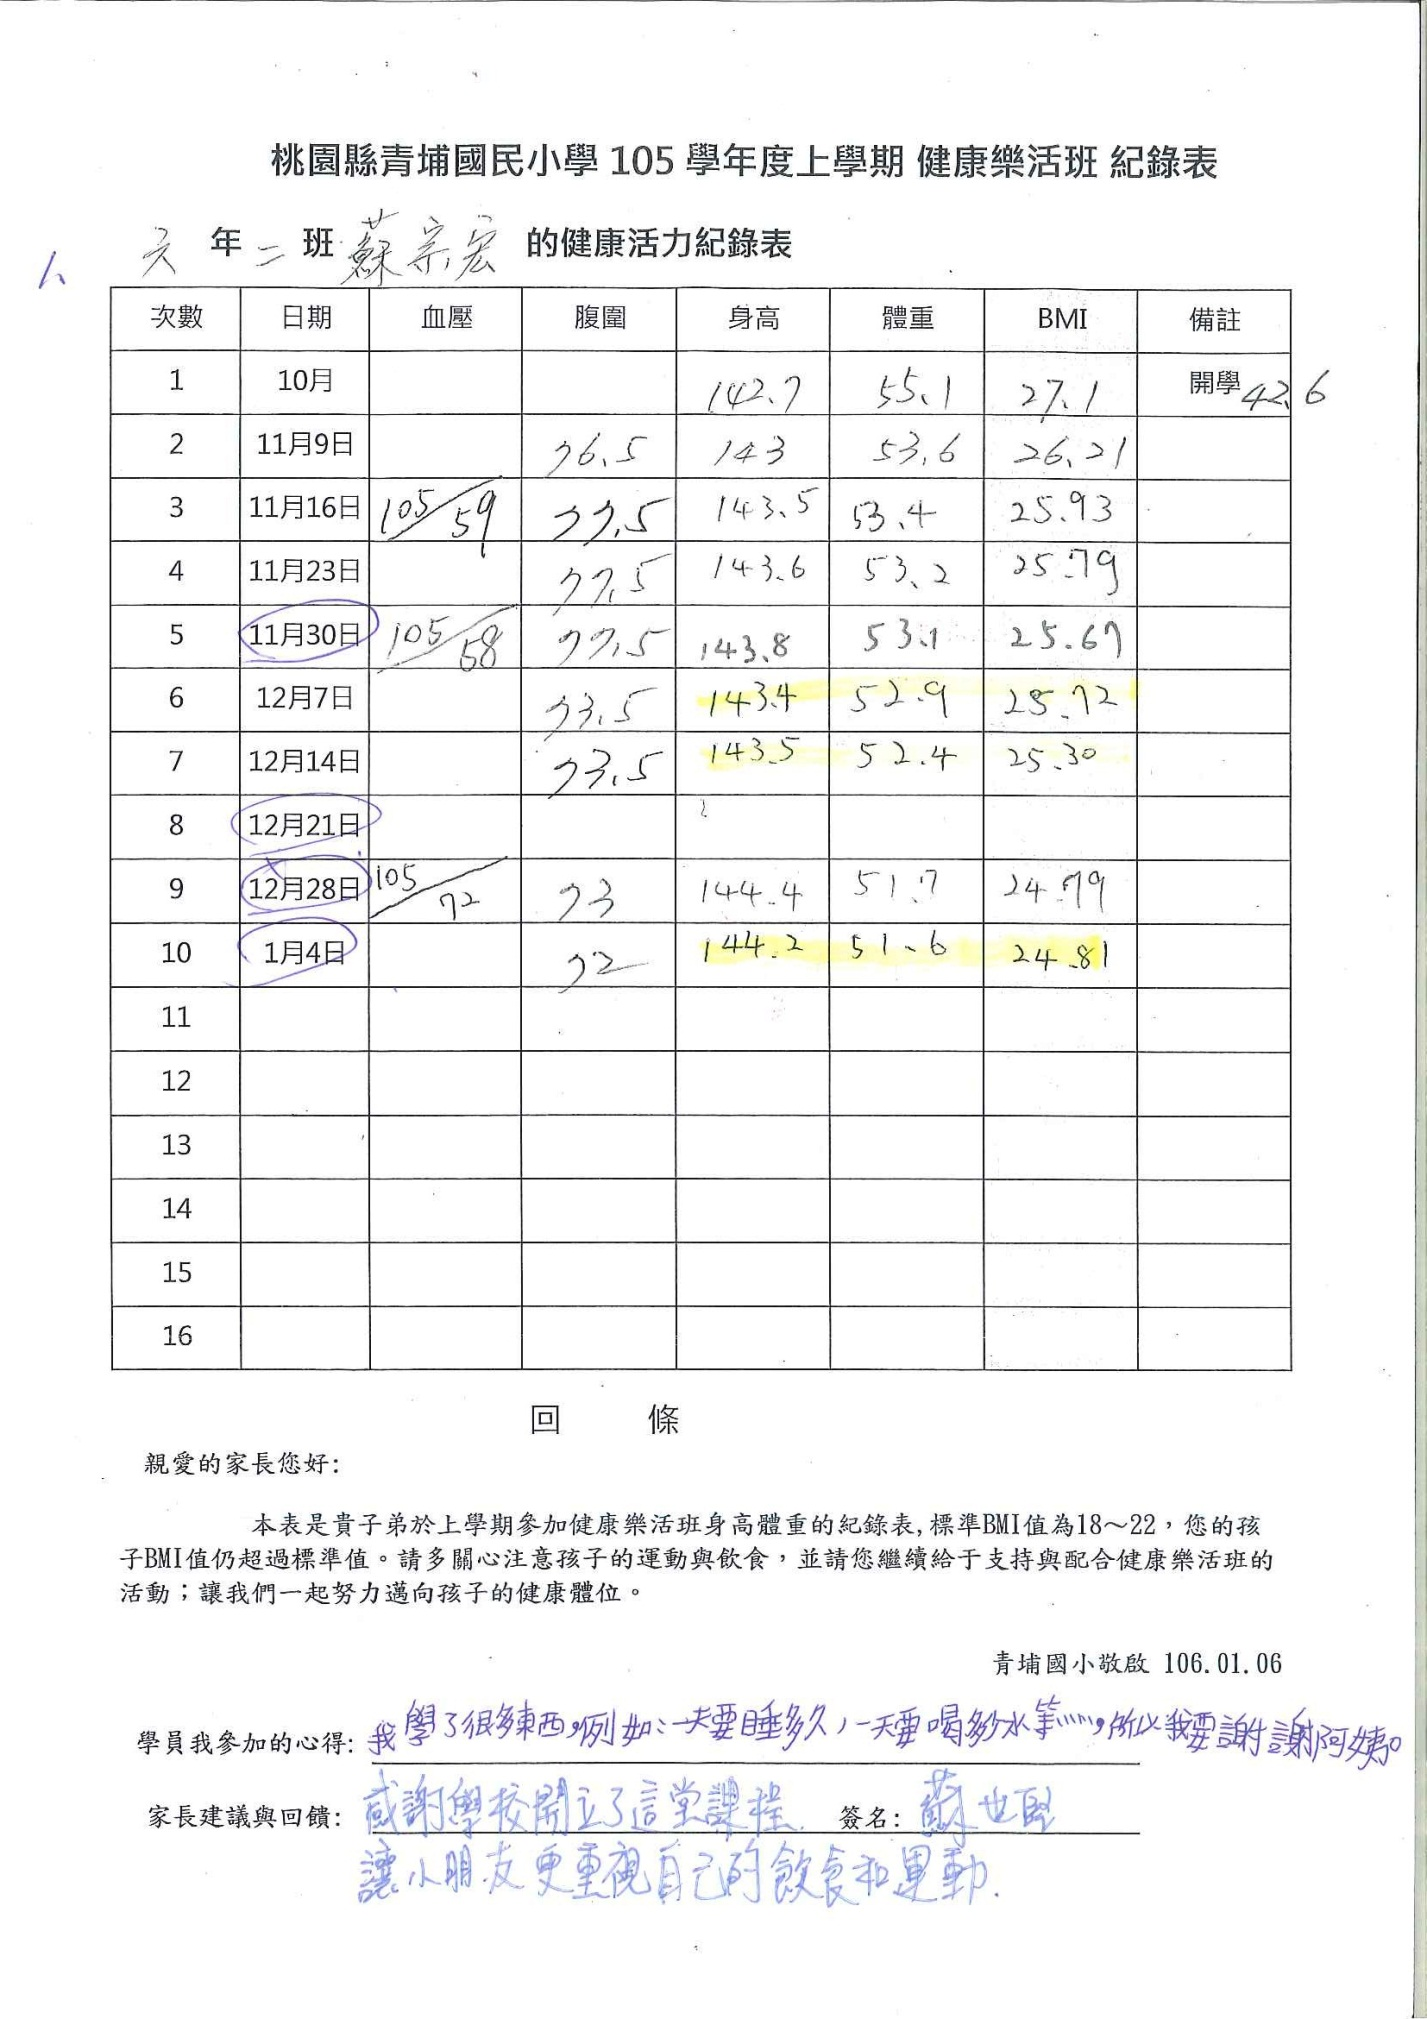 桃園縣青埔國民小學 105 學年度上學期 健康樂活班 紀錄表
六 年 二 班 蘇宗宏 的健康活力紀錄表
次數 日期 血壓 腹圍 身高 體重 BMI 備註
1 10月 142.7 55.1 27.1 開學 42.6
2 11月9日 76.5 143 53.6 26.21
3 11月16日 105/59 77.5 143.5 53.4 25.93
4 11月23日 77.5 143.6 53.2 25.79
5 11月30日 105/58 77.5 143.8 53.1 25.67
6 12月7日 73.5 143.4 52.9 25.72
7 12月14日 73.5 143.5 52.4 25.30
8 12月21日
9 12月28日 105/72 73 144.4 51.7 24.79
10 1月4日 72 144.2 51.6 24.81
11
12
13
14
15
16
回 條
親愛的家長您好:
本表是貴子弟於上學期參加健康樂活班身高體重的紀錄表,標準BMI值為18～22，您的孩
子BMI值仍超過標準值。請多關心注意孩子的運動與飲食，並請您繼續給于支持與配合健康樂活班的
活動；讓我們一起努力邁向孩子的健康體位。
青埔國小敬啟 106.01.06
學員我參加的心得: 我學了很多東西,例如:一天要睡多久,一天要喝多少水等……,所以我要謝謝阿姨。
家長建議與回饋: 感謝學校開立了這堂課程. 簽名: 蘇世
讓小朋友更重視自己的飲食和運動.